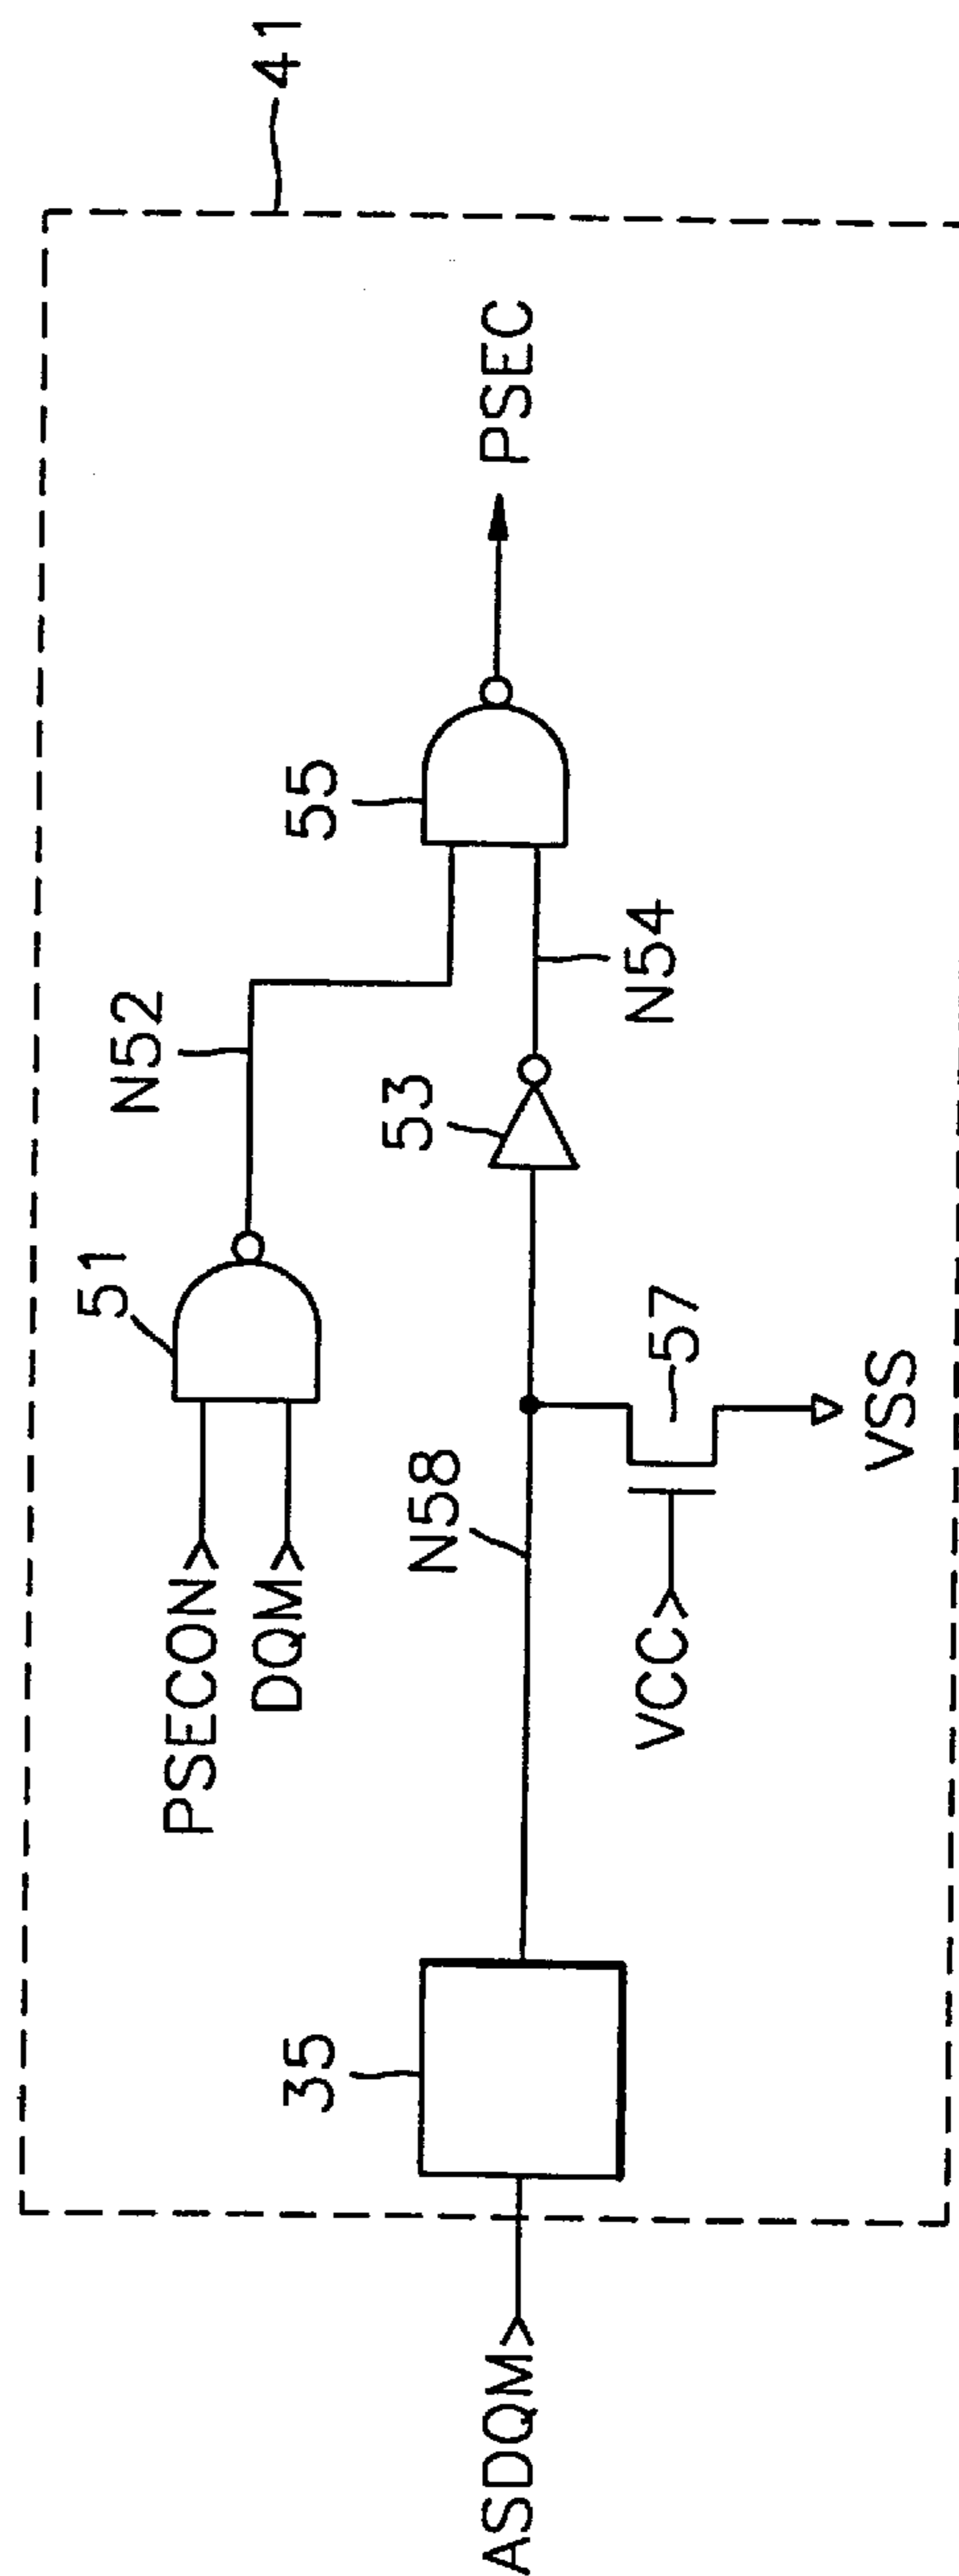 41
PSECON
DQM
51
N52
55
PSEC
53
N54
N58
57
VCC
VSS
35
ASDQM